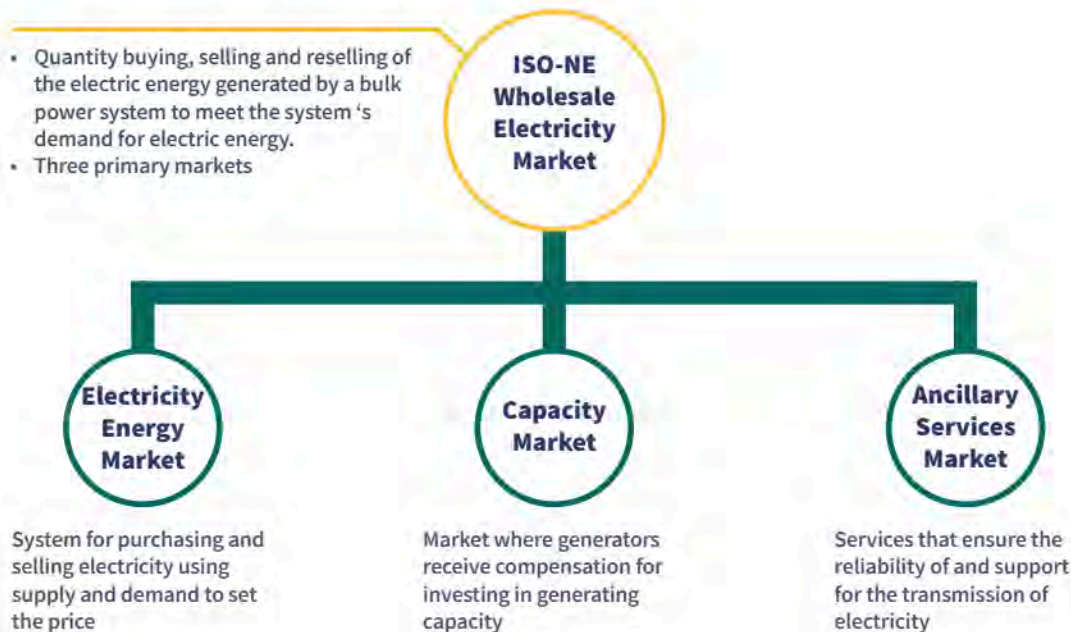 • Quantity buying, selling and reselling of
the electric energy generated by a bulk
power system to meet the system ‘s
demand for electric energy.
• Three primary markets
ISO-NE
Wholesale
Electricity
Market
Electricity
Energy
Market
System for purchasing and
selling electricity using
supply and demand to set
the price
Capacity
Market
Market where generators
receive compensation for
investing in generating
capacity
Ancillary
Services
Market
Services that ensure the
reliability of and support
for the transmission of
electricity